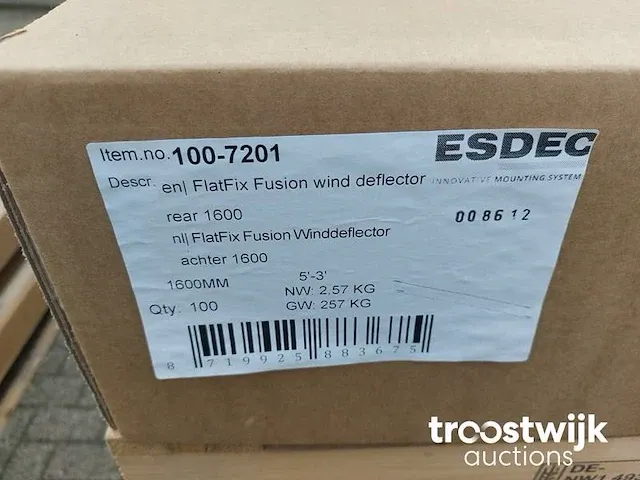 Item.no. 100-7201
ESDEC
INNOVATIVE MOUNTING SYSTEMS
Descr. en| FlatFix Fusion wind deflector
rear 1600
008612
nl| FlatFix Fusion Winddeflector
achter 1600
1600MM 5'-3'
NW: 2.57 KG
Qty: 100 GW: 257 KG
8 719925 883675
troostwijk
auctions
DE-